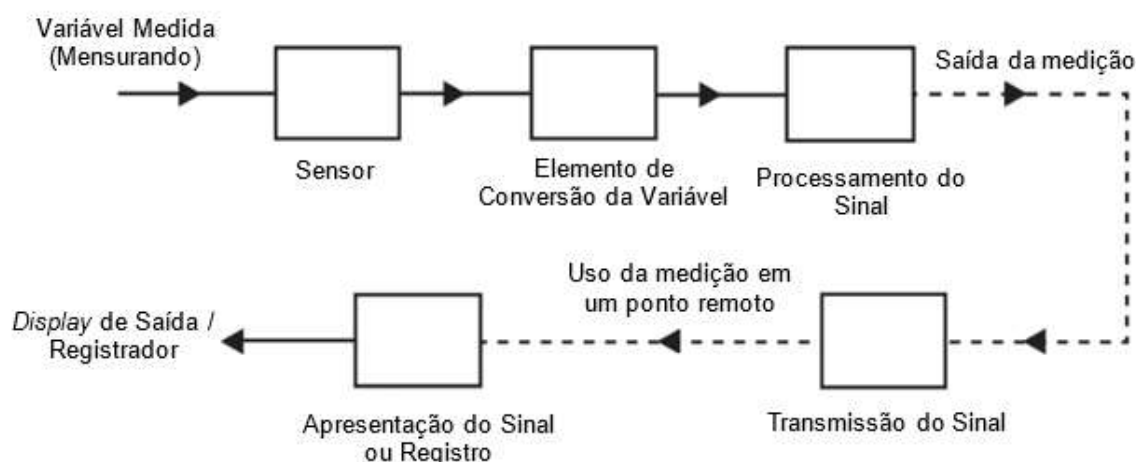 Variável Medida
(Mensurando)
Saída da medição
Sensor
Elemento de
Conversão da Variável
Processamento do
Sinal
Uso da medição em
um ponto remoto
Display de Saída /
Registrador
Apresentação do Sinal
ou Registro
Transmissão do Sinal